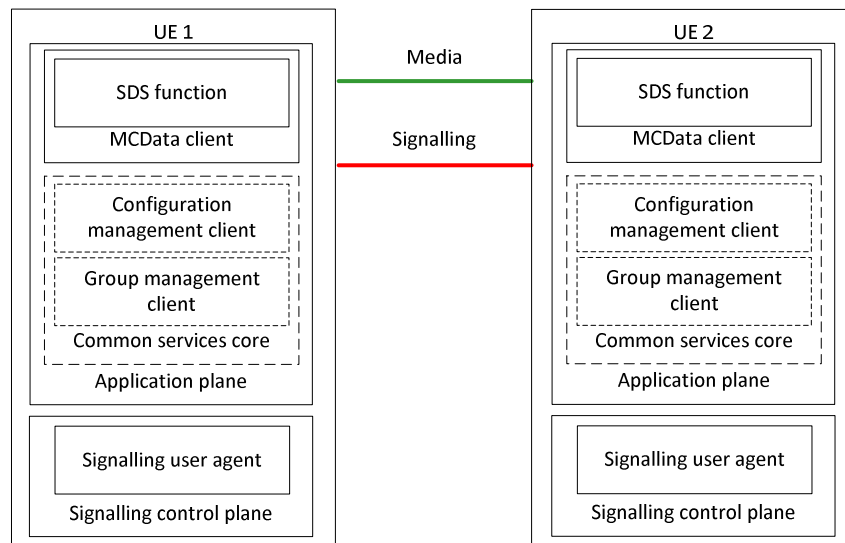 UE 1
SDS function
MCData client
Configuration
management client
Group management
client
Common services core
Application plane
Signalling user agent
Signalling control plane
Media
Signalling
UE 2
SDS function
MCData client
Configuration
management client
Group management
client
Common services core
Application plane
Signalling user agent
Signalling control plane